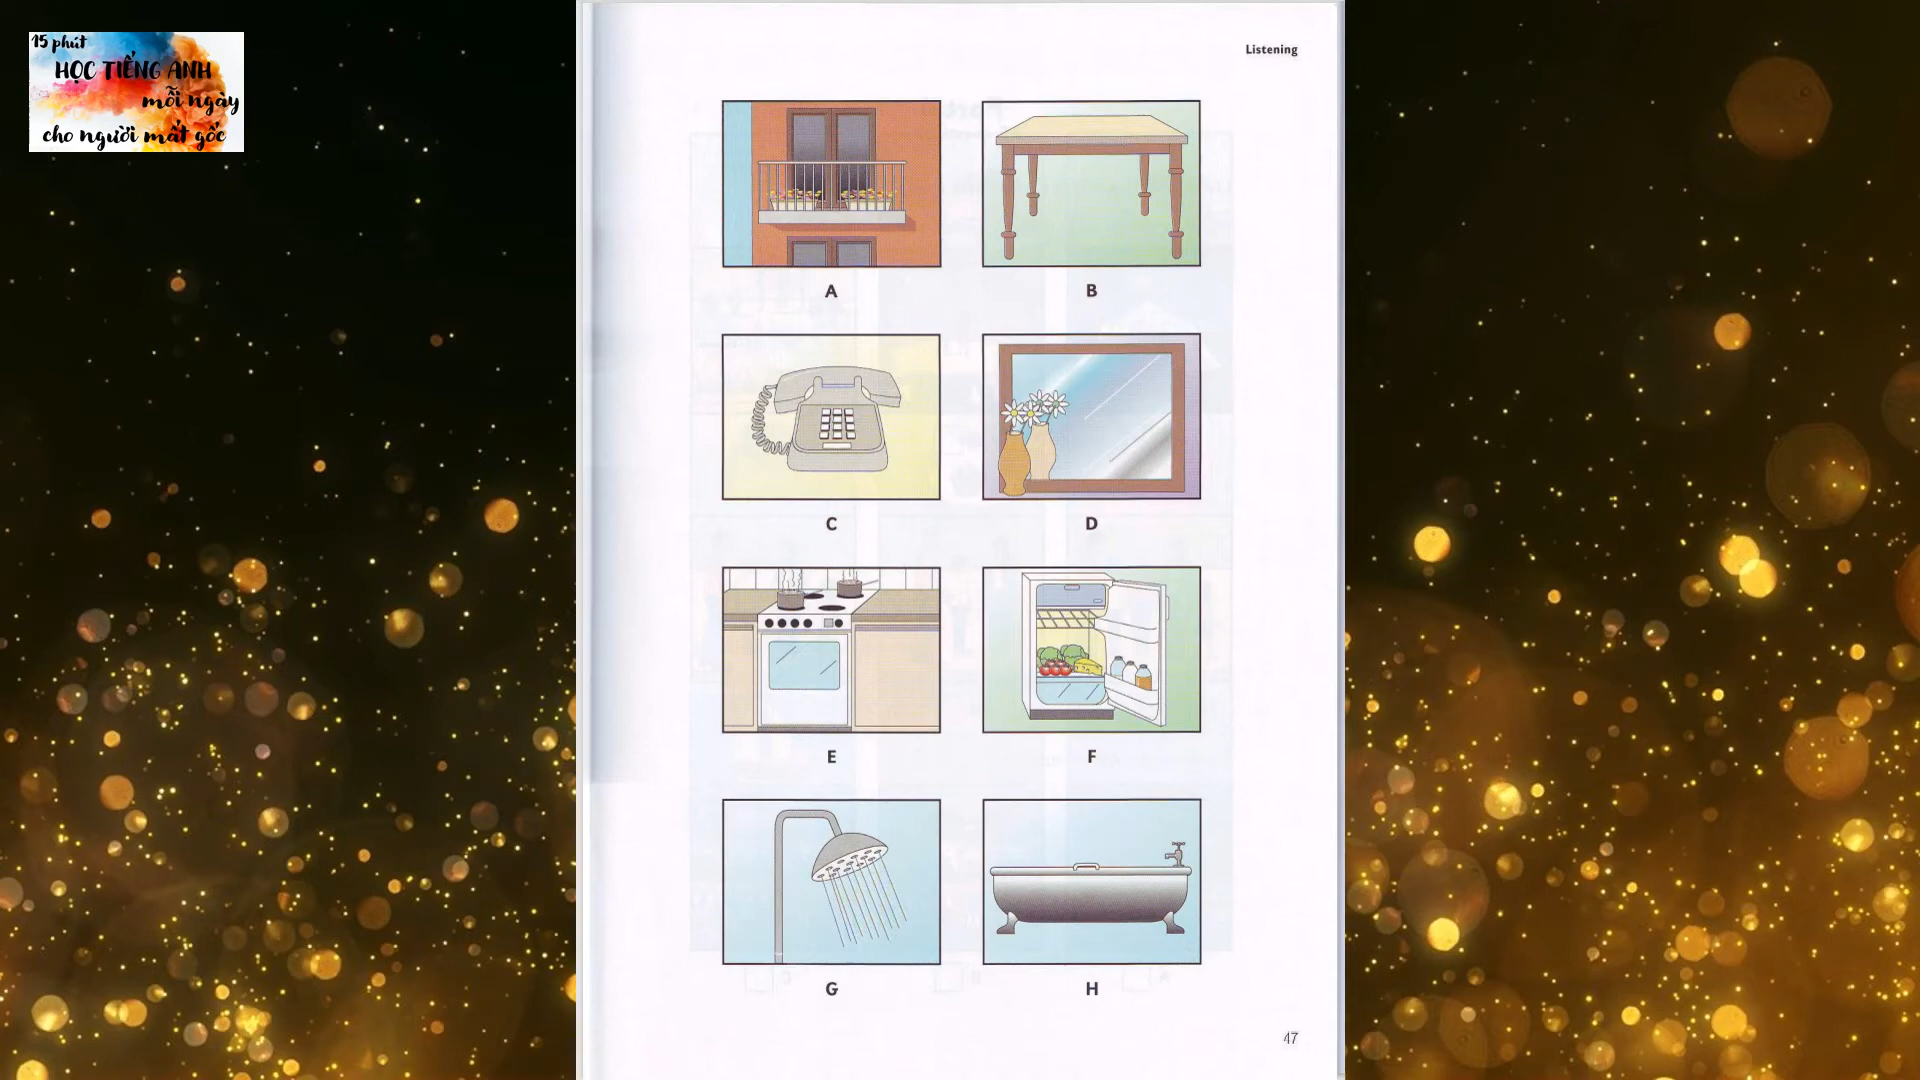 15 phút
HỌC TIẾNG ANH
mỗi ngày
cho người mất gốc
Listening
A
B
C
D
E
F
G
H
47